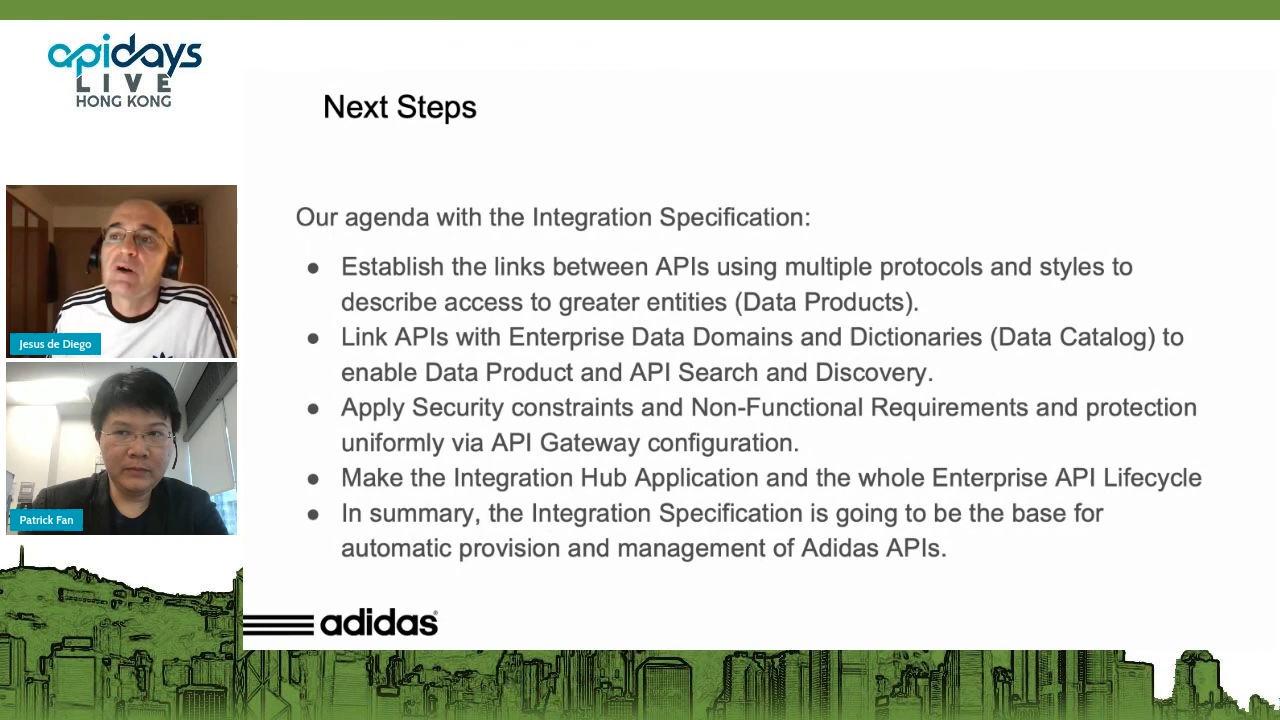 apidays
LIVE
HONG KONG
Next Steps
Our agenda with the Integration Specification:
● Establish the links between APIs using multiple protocols and styles to
describe access to greater entities (Data Products).
● Link APIs with Enterprise Data Domains and Dictionaries (Data Catalog) to
enable Data Product and API Search and Discovery.
● Apply Security constraints and Non-Functional Requirements and protection
uniformly via API Gateway configuration.
● Make the Integration Hub Application and the whole Enterprise API Lifecycle
● In summary, the Integration Specification is going to be the base for
automatic provision and management of Adidas APIs.
Jesus de Diego
Patrick Fan
adidas®